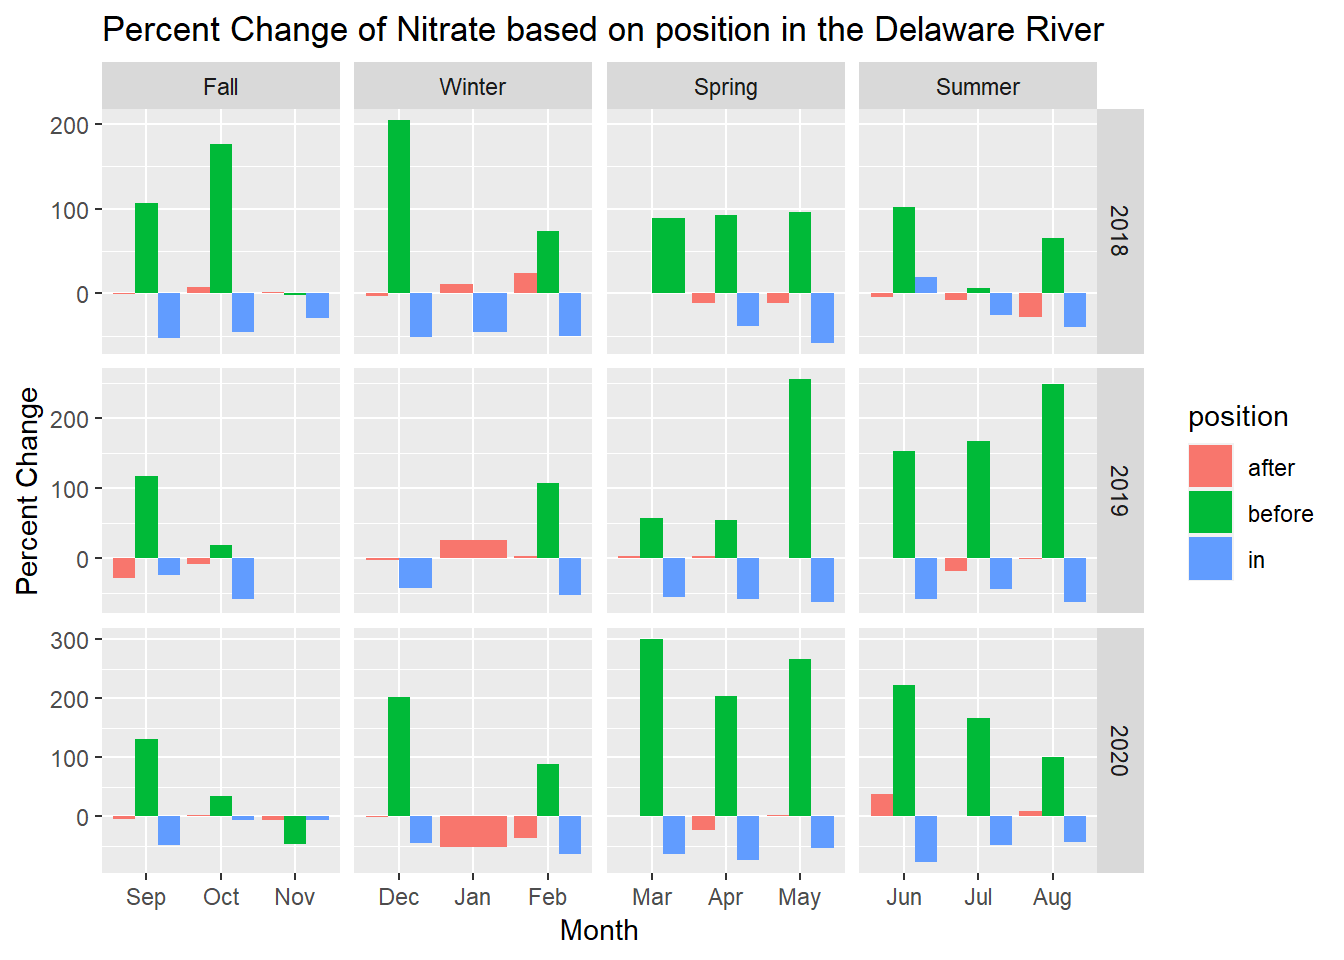 Percent Change of Nitrate based on position in the Delaware River
Fall Winter Spring Summer
200
100
0
2018
200
100
0
2019
300
200
100
0
2020
Percent Change
Sep Oct Nov Dec Jan Feb Mar Apr May Jun Jul Aug
Month
position
after
before
in